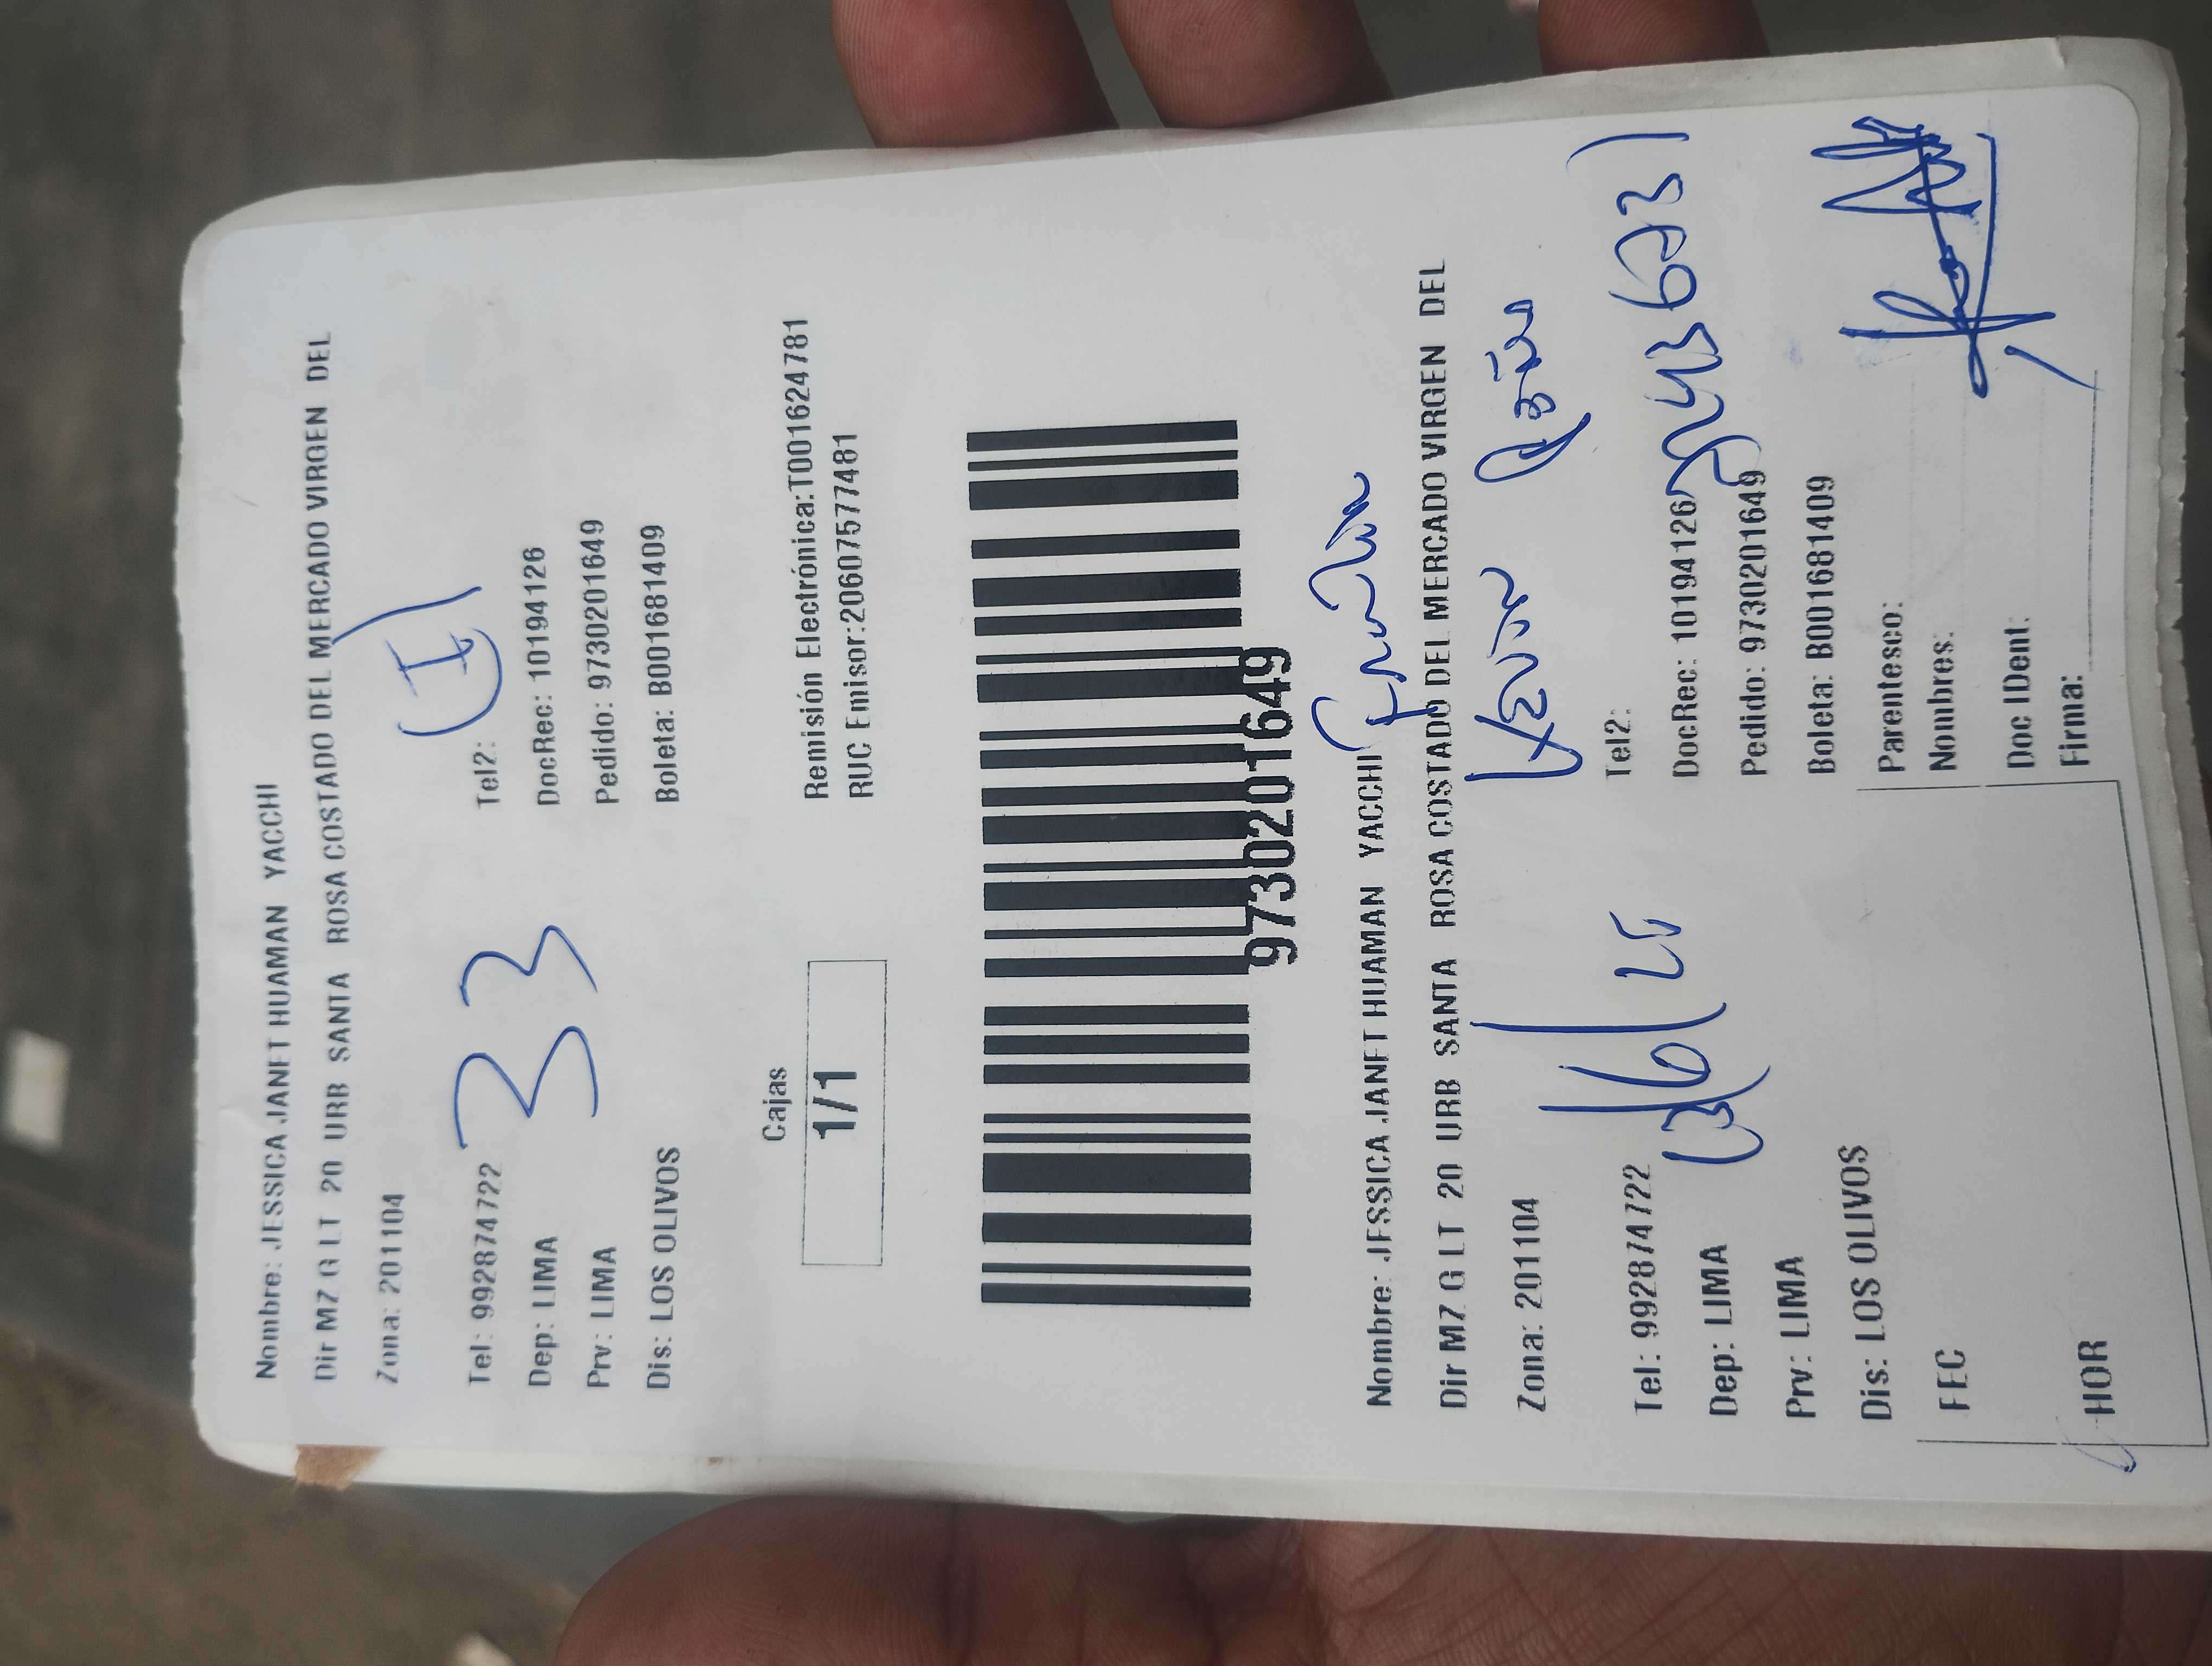 Nombre: JESSICA JANET HUAMAN YACCHI
Dir MZ G LT 20 URB SANTA ROSA COSTADO DEL MERCADO VIRGEN DEL
Zona: 201104
(I)
33
Tel: 992874722 Tel2:
Dep: LIMA DocRec: 10194126
Prv: LIMA Pedido: 9730201649
Dis: LOS OLIVOS Boleta: B001681409
Cajas
1/1
Remisión Electrónica:T001624781
RUC Emisor:20607577481
9730201649
Nombre: JESSICA JANET HUAMAN YACCHI
Dir MZ G LT 20 URB SANTA ROSA COSTADO DEL MERCADO VIRGEN DEL
Zona: 201104
Kevin
Tel: 992874722 Tel2:
Dep: LIMA DocRec: 10194126
Prv: LIMA Pedido: 9730201649
Dis: LOS OLIVOS Boleta: B001681409
FEC
Parentesco:
Nombres:
HOR
Doc IDent:
Firma: